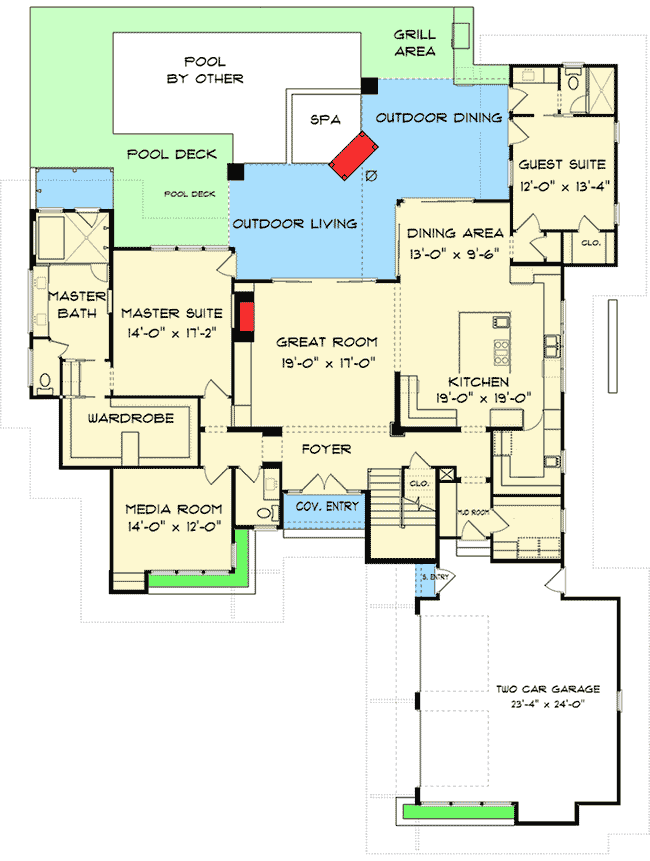 GRILL
AREA
POOL
BY OTHER
SPA
OUTDOOR DINING
POOL DECK
GUEST SUITE
12'-0" x 13'-4"
POOL DECK
OUTDOOR LIVING
DINING AREA
13'-0" x 9'-6"
CLO.
MASTER
BATH
MASTER SUITE
14'-0" x 17'-2"
GREAT ROOM
19'-0" x 17'-0"
KITCHEN
19'-0" x 19'-0"
WARDROBE
FOYER
CLO.
MEDIA ROOM
14'-0" x 12'-0"
COV. ENTRY
MUD ROOM
S. ENTRY
TWO CAR GARAGE
23'-4" x 24'-0"